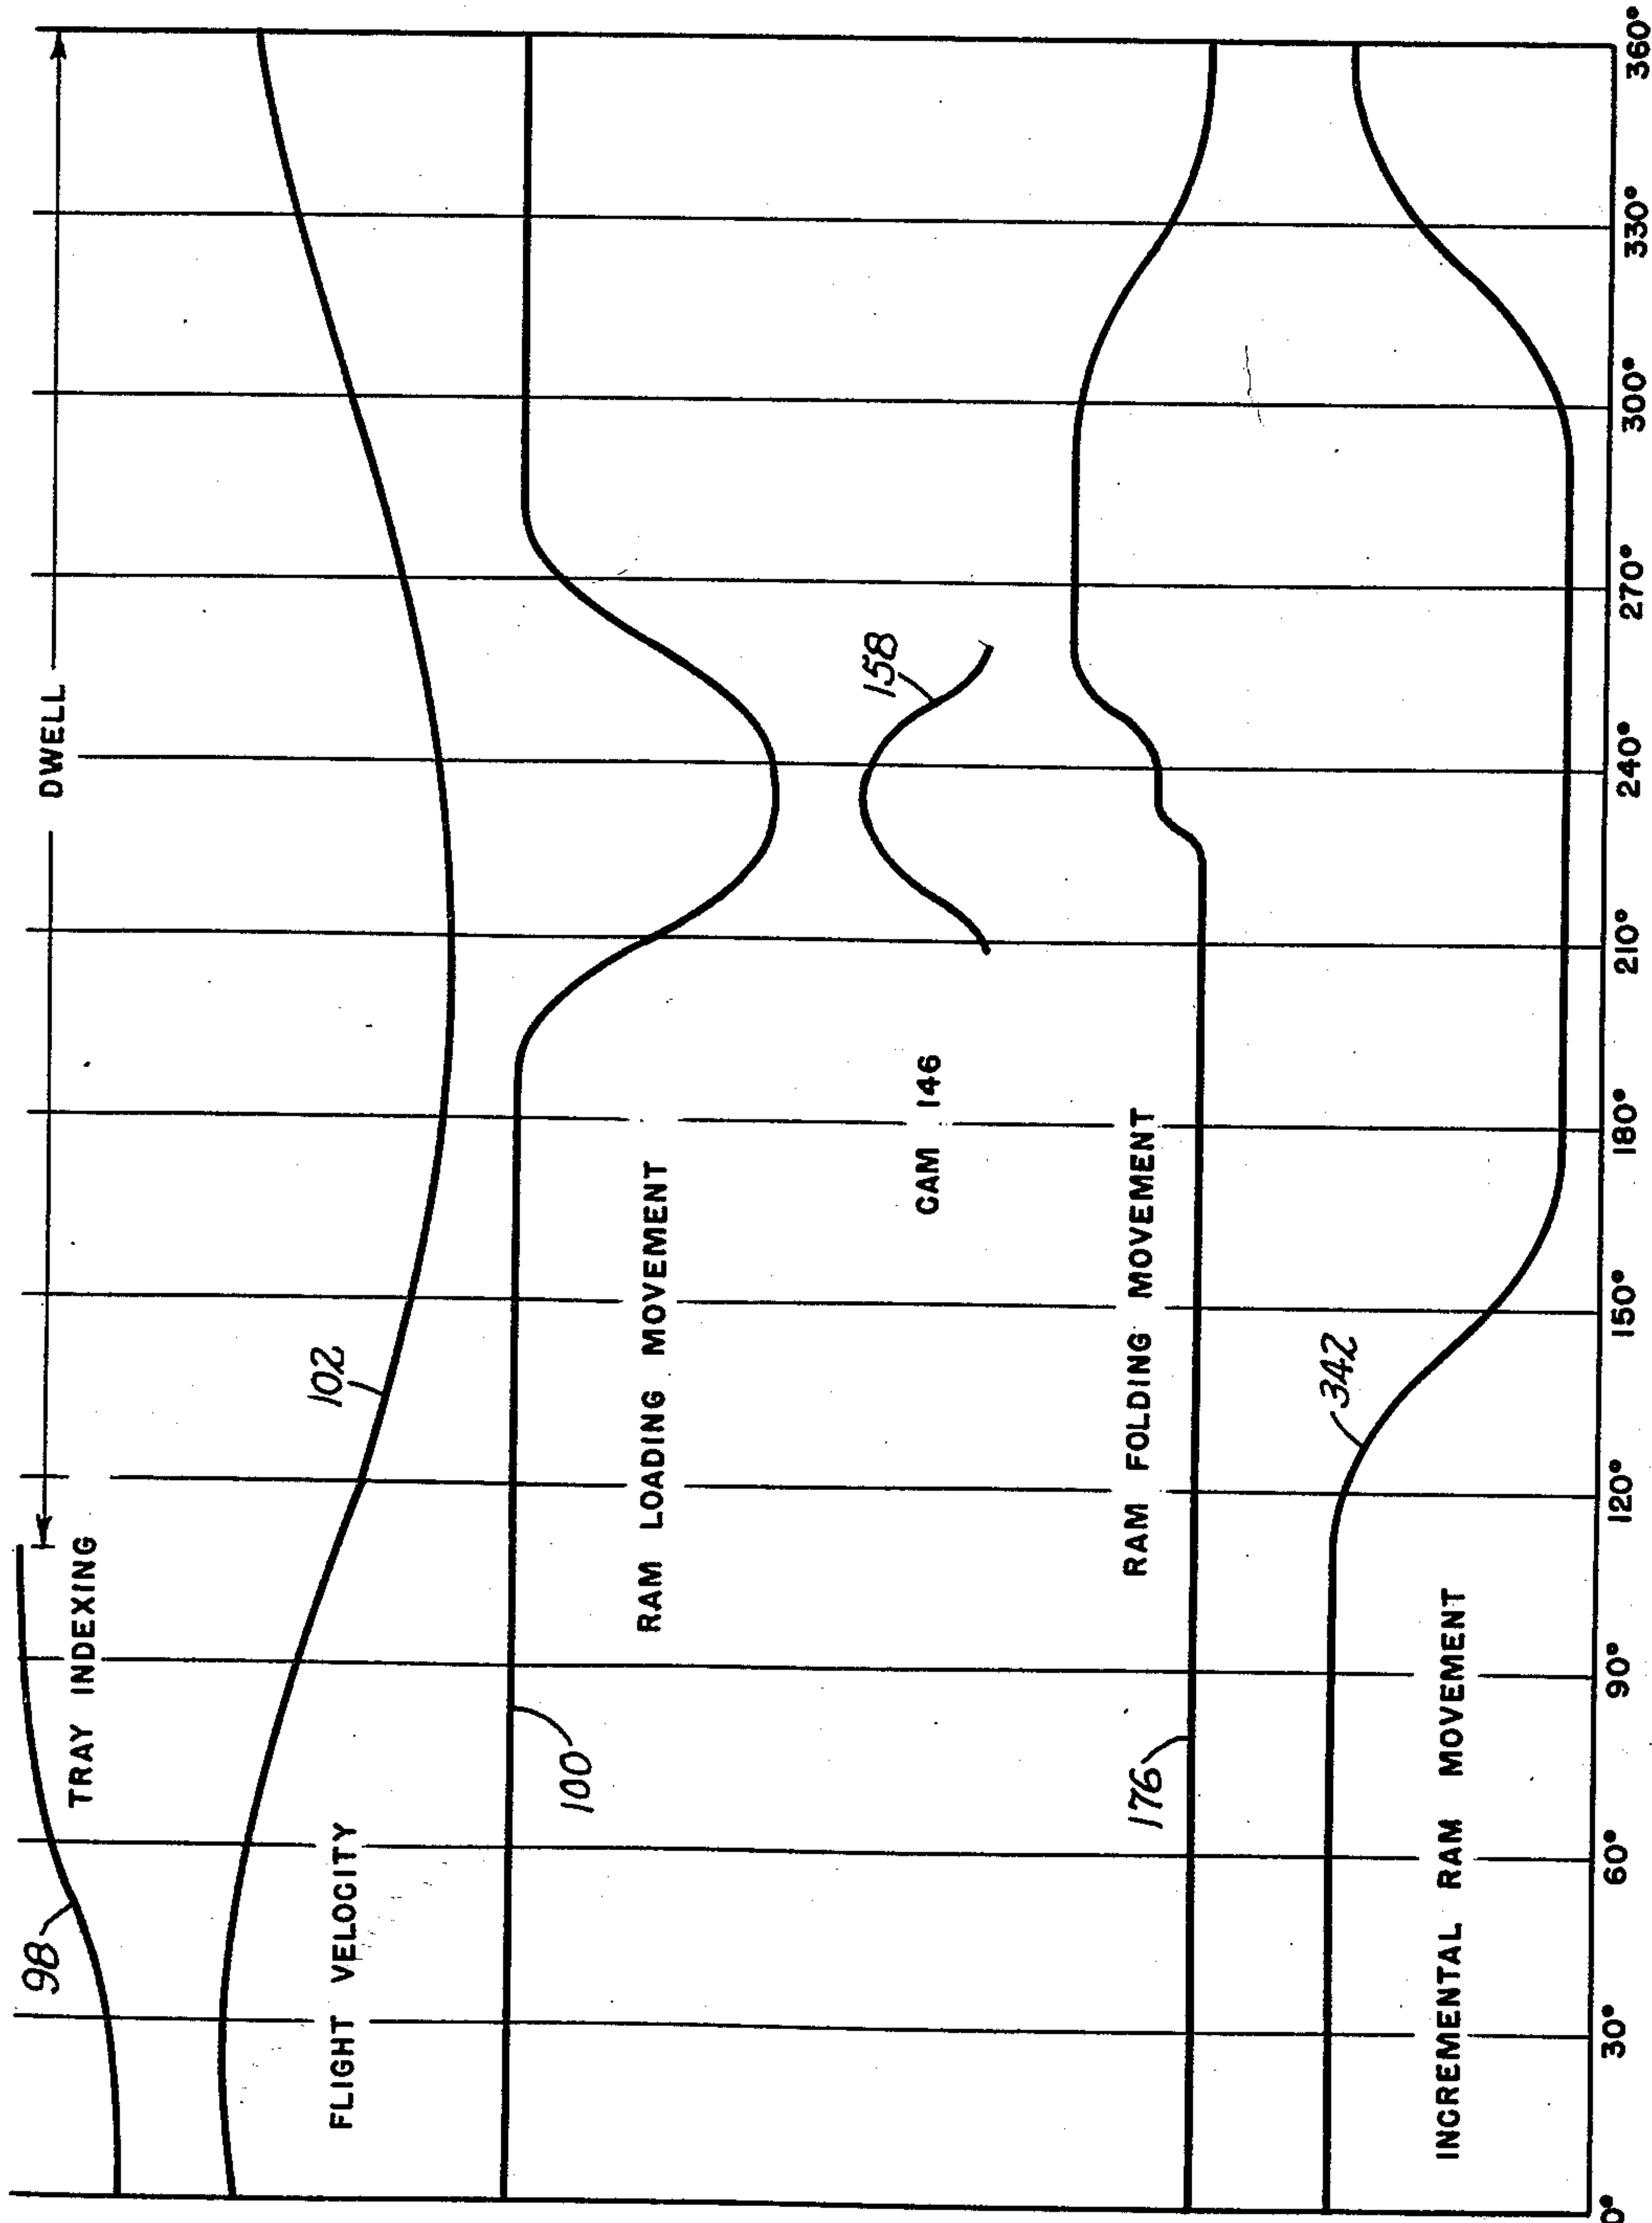 DWELL
98
TRAY INDEXING
102
FLIGHT VELOCITY
100
RAM LOADING MOVEMENT
158
CAM 146
RAM FOLDING MOVEMENT
176
342
INCREMENTAL RAM MOVEMENT
0° 30° 60° 90° 120° 150° 180° 210° 240° 270° 300° 330° 360°